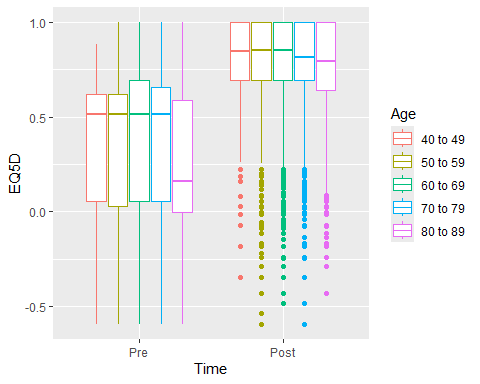 1.0
0.5
0.0
-0.5
EQ5D
Pre
Post
Time
Age
40 to 49
50 to 59
60 to 69
70 to 79
80 to 89